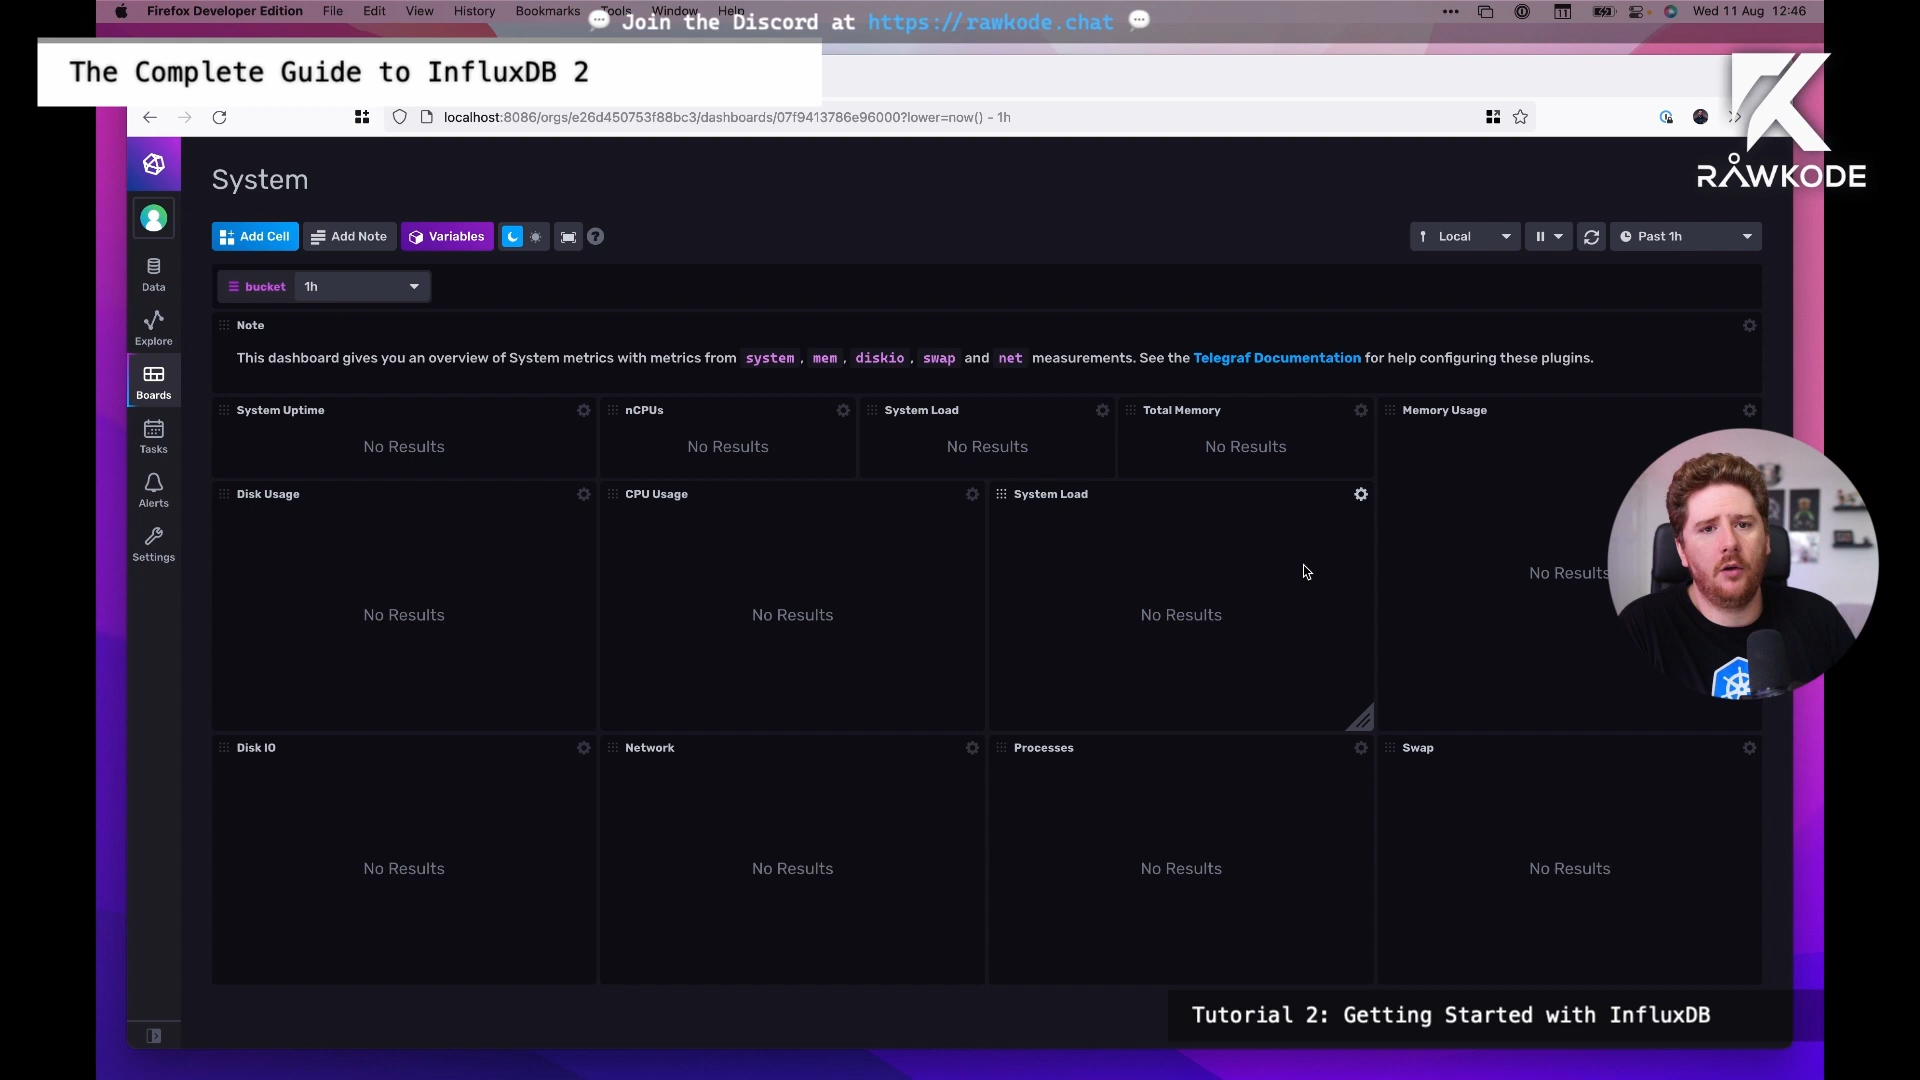 Firefox Developer Edition File Edit View History Bookmarks Tools Window Help
Wed 11 Aug 12:46
Join the Discord at https://rawkode.chat
The Complete Guide to InfluxDB 2
RAWKODE
localhost:8086/orgs/e26d450753f88bc3/dashboards/07f9413786e96000?lower=now() - 1h
System
Add Cell Add Note Variables
Local Past 1h
bucket 1h
Data
Explore
Boards
Tasks
Alerts
Settings
Note
This dashboard gives you an overview of System metrics with metrics from system, mem, diskio, swap and net measurements. See the Telegraf Documentation for help configuring these plugins.
System Uptime
No Results
nCPUs
No Results
System Load
No Results
Total Memory
No Results
Memory Usage
No Results
Disk Usage
No Results
CPU Usage
No Results
System Load
No Results
Disk IO
No Results
Network
No Results
Processes
No Results
Swap
No Results
Tutorial 2: Getting Started with InfluxDB